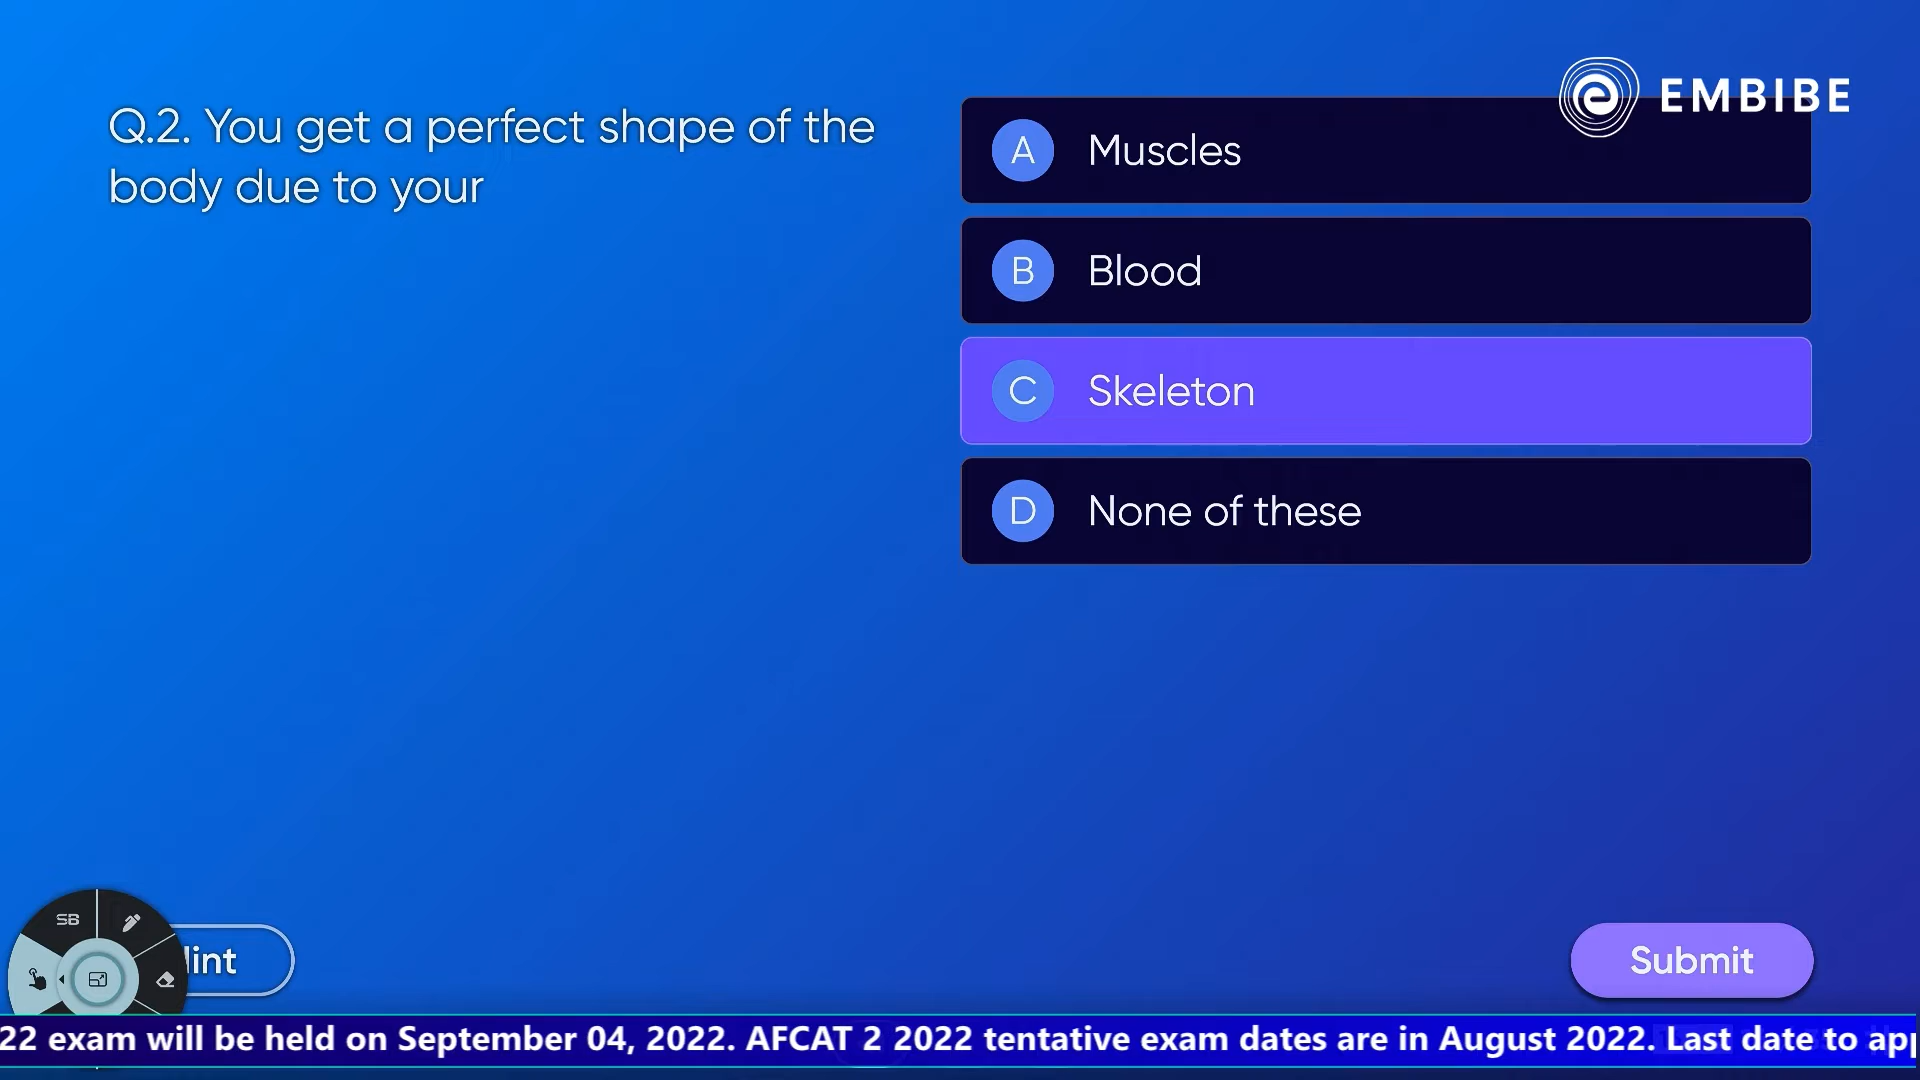 EMBIBE
Q.2. You get a perfect shape of the
body due to your
A Muscles
B Blood
C Skeleton
D None of these
SB
Submit
22 exam will be held on September 04, 2022. AFCAT 2 2022 tentative exam dates are in August 2022. Last date to